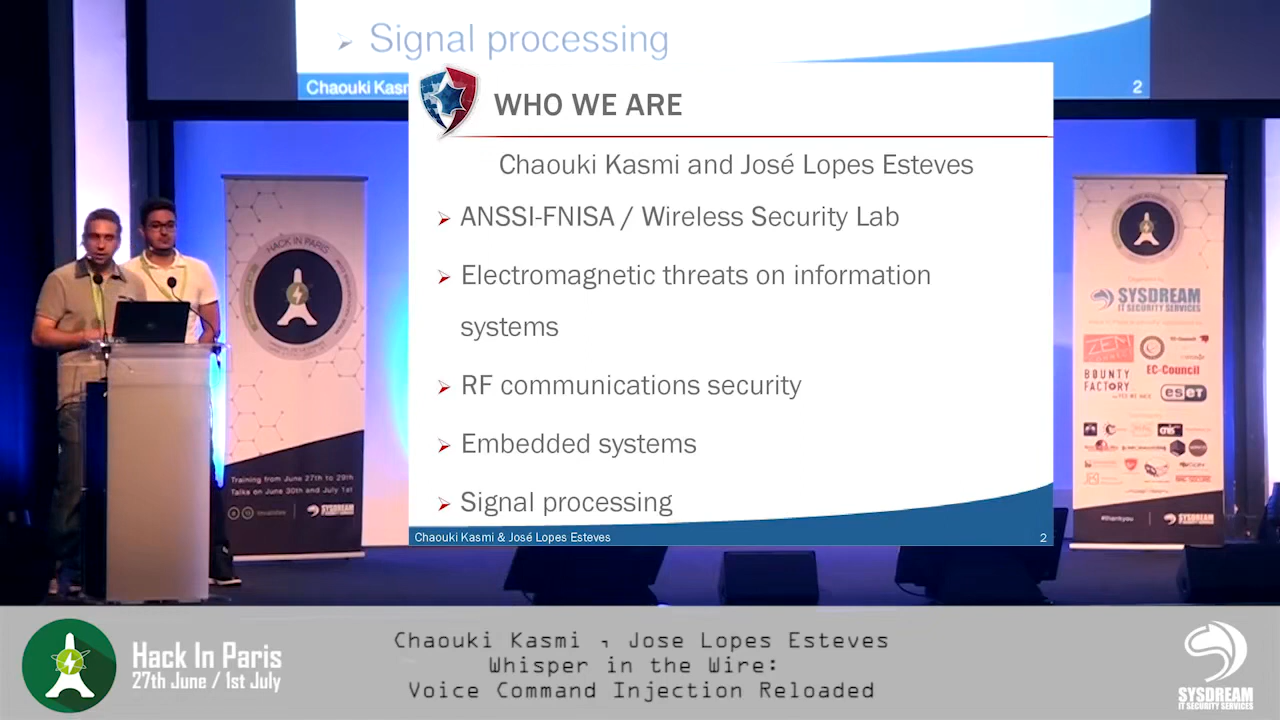 Signal processing
Chaouki Kasm
2
WHO WE ARE
Chaouki Kasmi and José Lopes Esteves
ANSSI-FNISA / Wireless Security Lab
Electromagnetic threats on information
systems
RF communications security
Embedded systems
Signal processing
Chaouki Kasmi & José Lopes Esteves
2
HACK IN PARIS
Training from June 27th to 29th
Talks on June 30th and July 1st
SYSDREAM
SYSDREAM
IT SECURITY SERVICES
EC-Council
BOUNTY
FACTORY
eseT
#thankyou
SYSDREAM
Hack In Paris
27th June / 1st July
Chaouki Kasmi , Jose Lopes Esteves
Whisper in the Wire:
Voice Command Injection Reloaded
SYSDREAM
IT SECURITY SERVICES